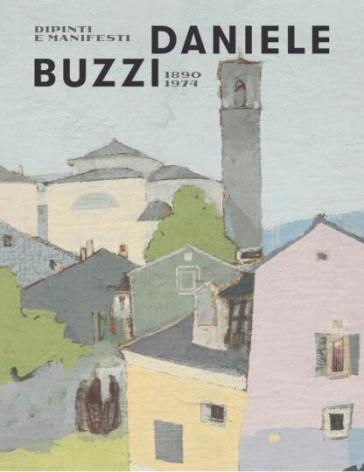 DIPINTI
E MANIFESTI
DANIELE
BUZZI
1890
1974